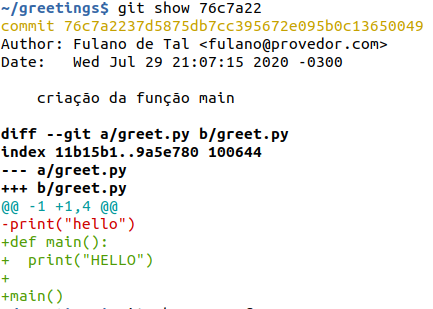 ~/greetings$ git show 76c7a22
commit 76c7a2237d5875db7cc395672e095b0c13650049
Author: Fulano de Tal <fulano@provedor.com>
Date:   Wed Jul 29 21:07:15 2020 -0300

    criação da função main

diff --git a/greet.py b/greet.py
index 11b15b1..9a5e780 100644
--- a/greet.py
+++ b/greet.py
@@ -1 +1,4 @@
-print("hello")
+def main():
+  print("HELLO")
+
+main()